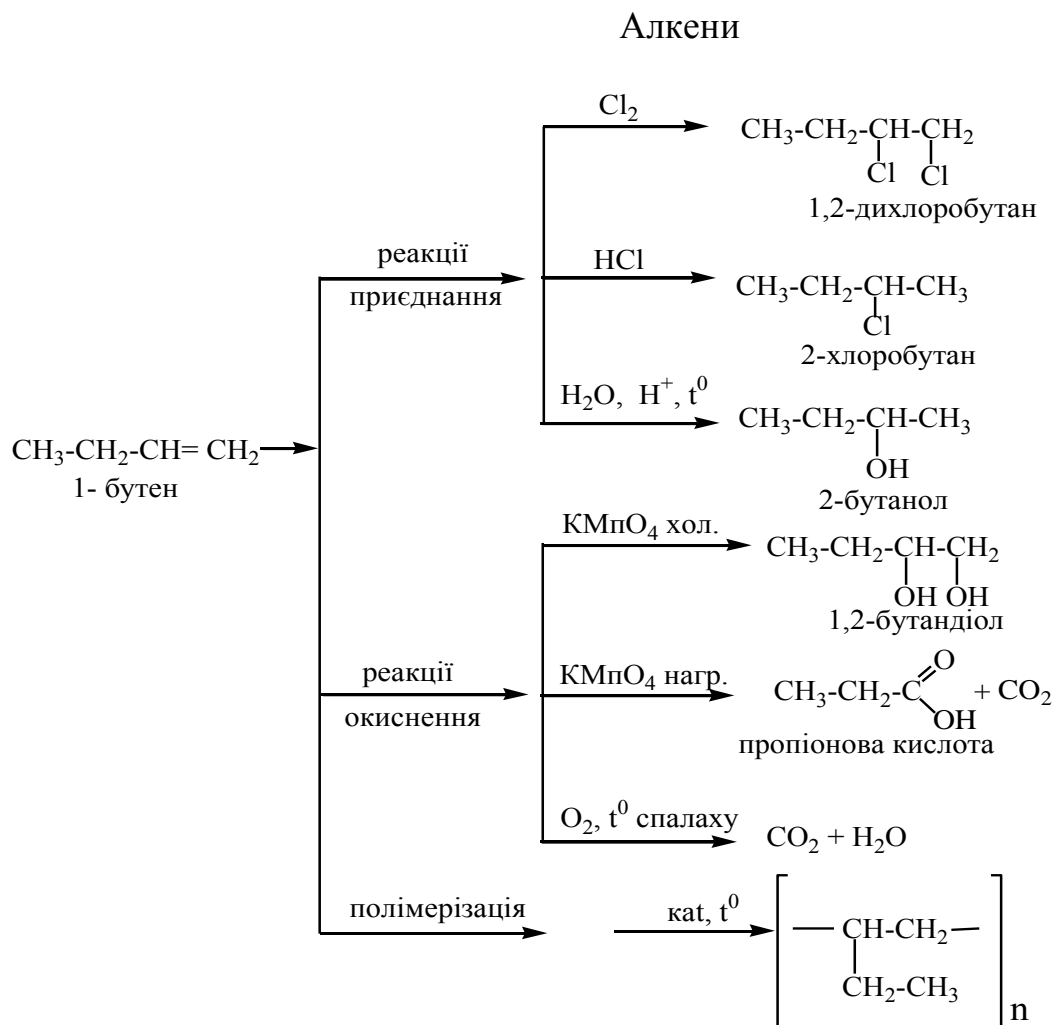 Алкени
Cl2
CH3-CH2-CH-CH2
Cl Cl
1,2-дихлоробутан
реакції
приєднання
HCl
CH3-CH2-CH-CH3
Cl
2-хлоробутан
H2O, H+, t0
CH3-CH2-CH-CH3
OH
2-бутанол
CH3-CH2-CH= CH2
1- бутен
КМпО4 хол.
CH3-CH2-CH-CH2
OH OH
1,2-бутандіол
реакції
окиснення
КМпО4 нагр.
CH3-CH2-C
O
OH
+ CO2
пропіонова кислота
O2, t0 спалаху
CO2 + H2O
полімерізація
каt, t0
CH-CH2
CH2-CH3
n